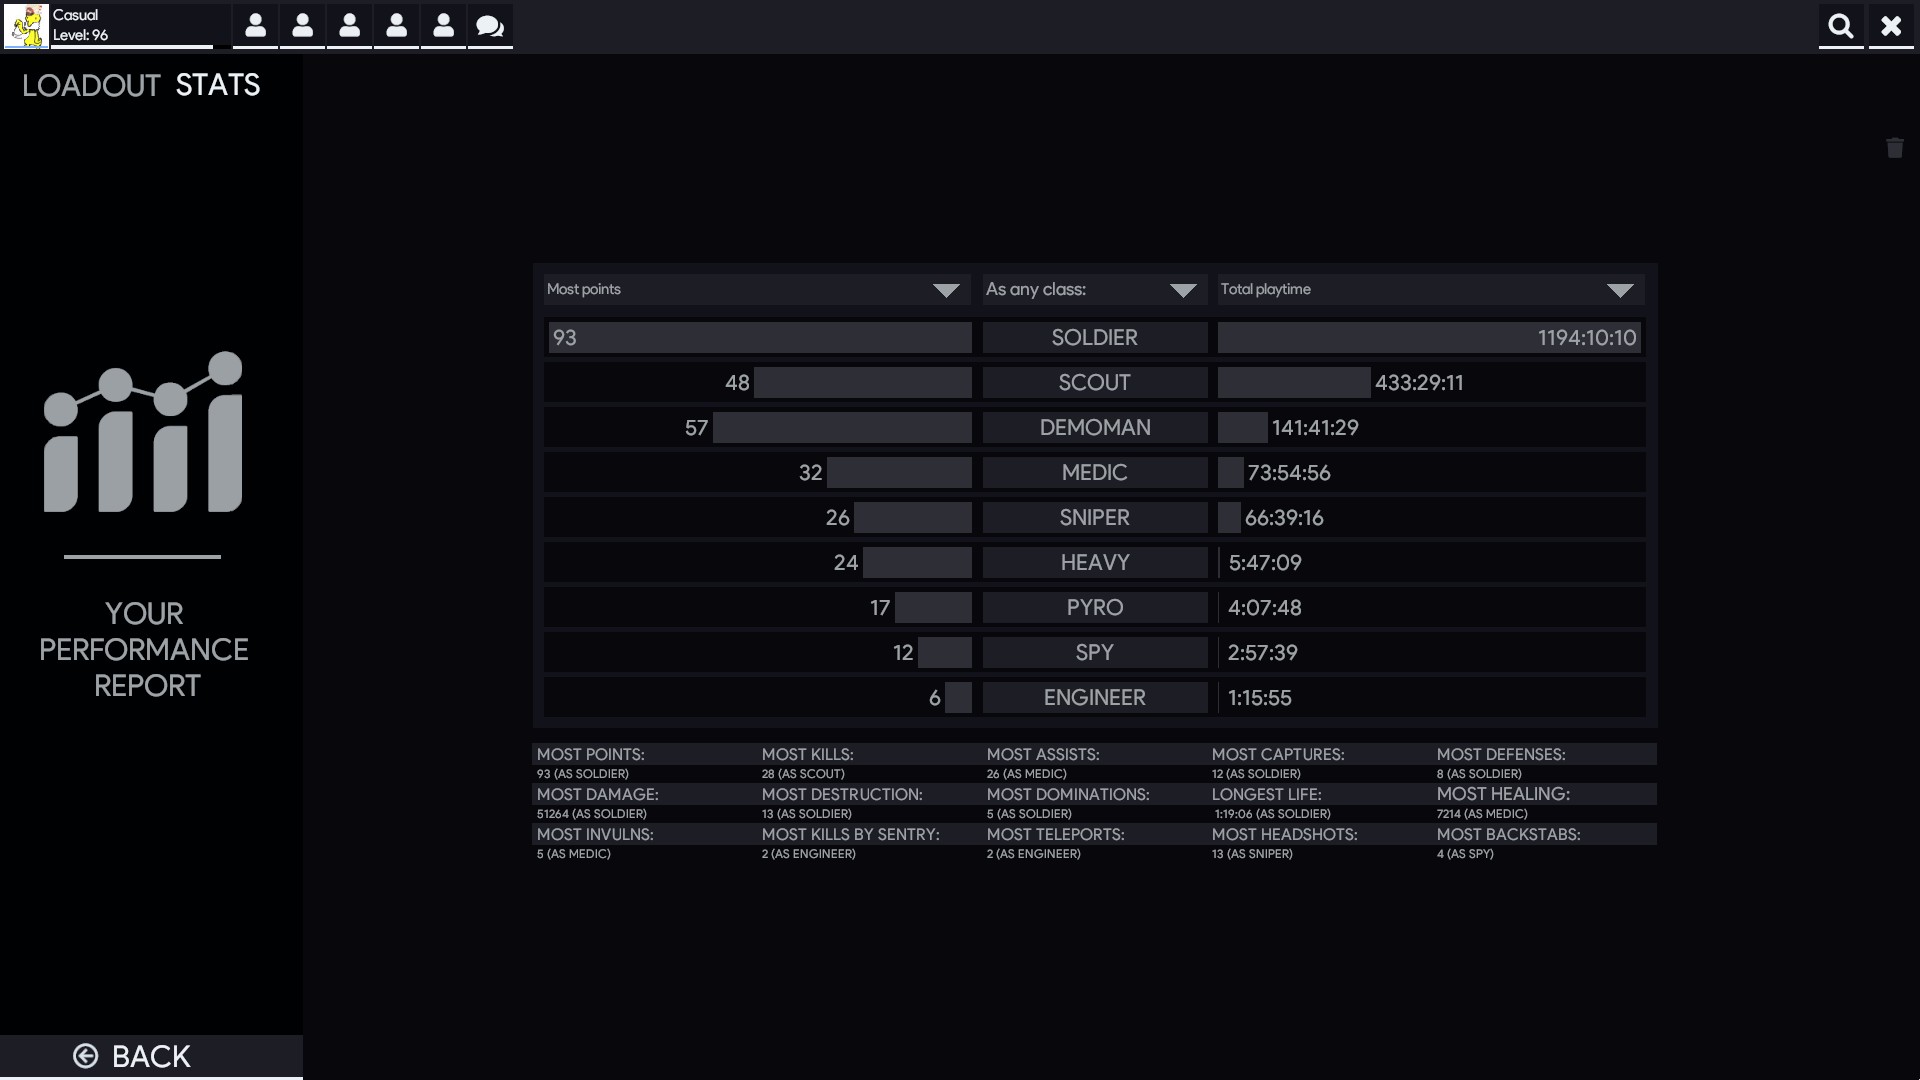 Casual
Level: 96
LOADOUT STATS
YOUR
PERFORMANCE
REPORT
Most points As any class: Total playtime
93 SOLDIER 1194:10:10
48 SCOUT 433:29:11
57 DEMOMAN 141:41:29
32 MEDIC 73:54:56
26 SNIPER 66:39:16
24 HEAVY 5:47:09
17 PYRO 4:07:48
12 SPY 2:57:39
6 ENGINEER 1:15:55
MOST POINTS: MOST KILLS: MOST ASSISTS: MOST CAPTURES: MOST DEFENSES:
93 (AS SOLDIER) 28 (AS SCOUT) 26 (AS MEDIC) 12 (AS SOLDIER) 8 (AS SOLDIER)
MOST DAMAGE: MOST DESTRUCTION: MOST DOMINATIONS: LONGEST LIFE: MOST HEALING:
51264 (AS SOLDIER) 13 (AS SOLDIER) 5 (AS SOLDIER) 1:19:06 (AS SOLDIER) 7214 (AS MEDIC)
MOST INVULNS: MOST KILLS BY SENTRY: MOST TELEPORTS: MOST HEADSHOTS: MOST BACKSTABS:
5 (AS MEDIC) 2 (AS ENGINEER) 2 (AS ENGINEER) 13 (AS SNIPER) 4 (AS SPY)
BACK